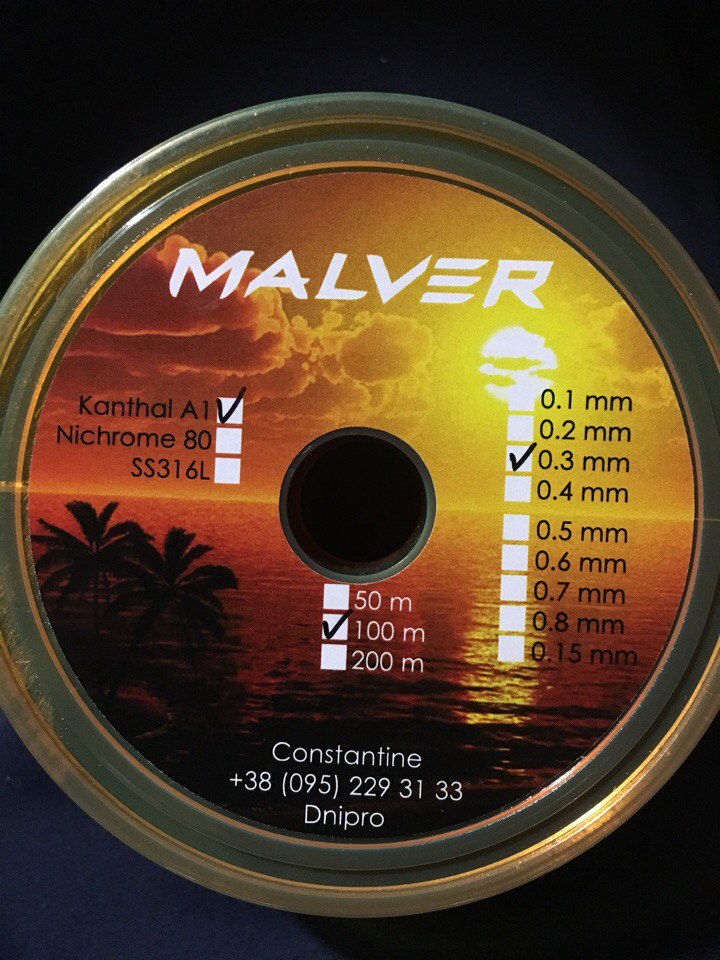 MALVER
Kanthal A1
Nichrome 80
SS316L
0.1 mm
0.2 mm
0.3 mm
0.4 mm
0.5 mm
0.6 mm
0.7 mm
0.8 mm
0.15 mm
50 m
100 m
200 m
Constantine
+38 (095) 229 31 33
Dnipro